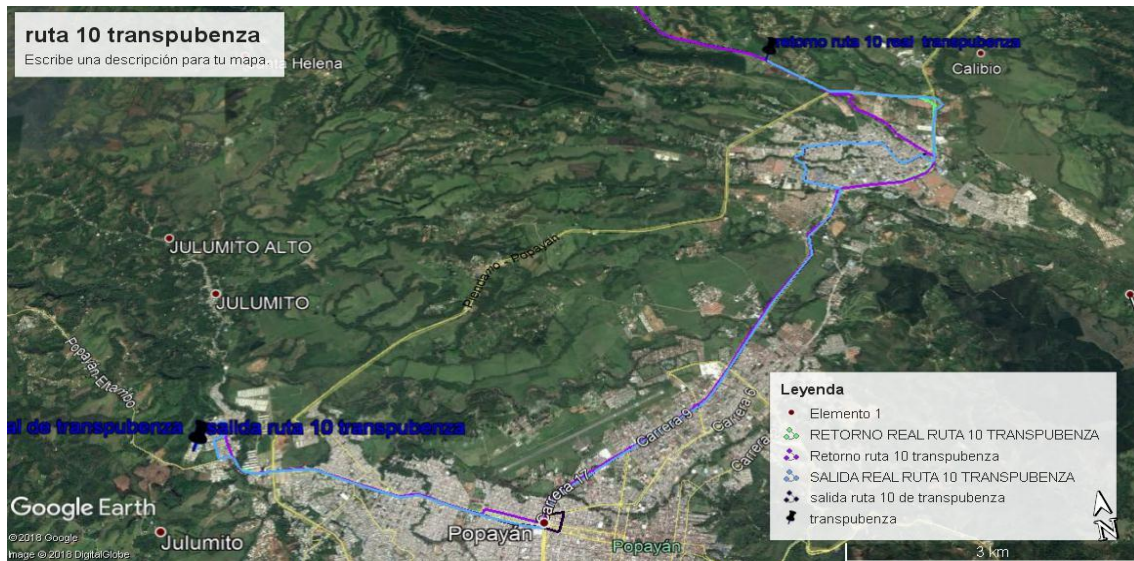 ruta 10 transpubenza
Escribe una descripción para tu mapa.
nta Helena
retorno ruta 10 real transpubenza
Calibio
JULUMITO ALTO
JULUMITO
Popayán
al de transpubenza
salida ruta 10 transpubenza
Carrera 9
Carrera 6
Carrera
Carrera 17
Popayán
Popayán
Julumito
Google Earth
© 2018 Google
Image © 2018 DigitalGlobe
Leyenda
Elemento 1
RETORNO REAL RUTA 10 TRANSPUBENZA
Retorno ruta 10 transpubenza
SALIDA REAL RUTA 10 TRANSPUBENZA
salida ruta 10 de transpubenza
transpubenza
N
3 km